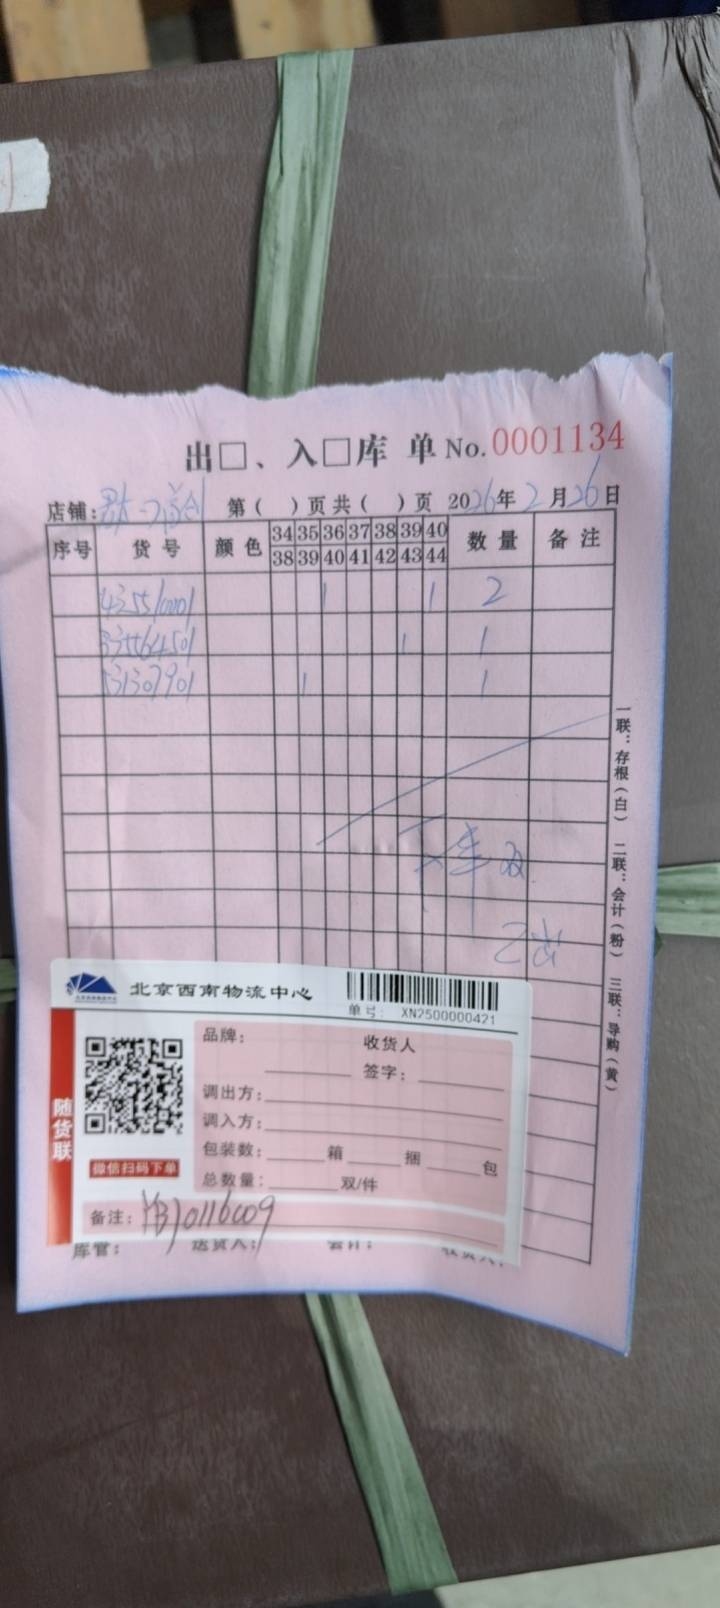 出□、入□库 单 No.0001134
店铺: 第( )页 共( )页 2026年2月26日
序号 货号 颜色 34 35 36 37 38 39 40 数量 备注
38 39 40 41 42 43 44
1 1 2
1 1
531307901 1 1
一联：存根（白） 二联：会计（粉） 三联：导购（黄）
北京西南物流中心
单号: XN2500000421
随货联
品牌: 收货人
签字:
调出方:
调入方:
包装数: 箱 捆 包
总数量: 双/件
微信扫码下单
备注:
库管: 送货人: 会计: 收货人: